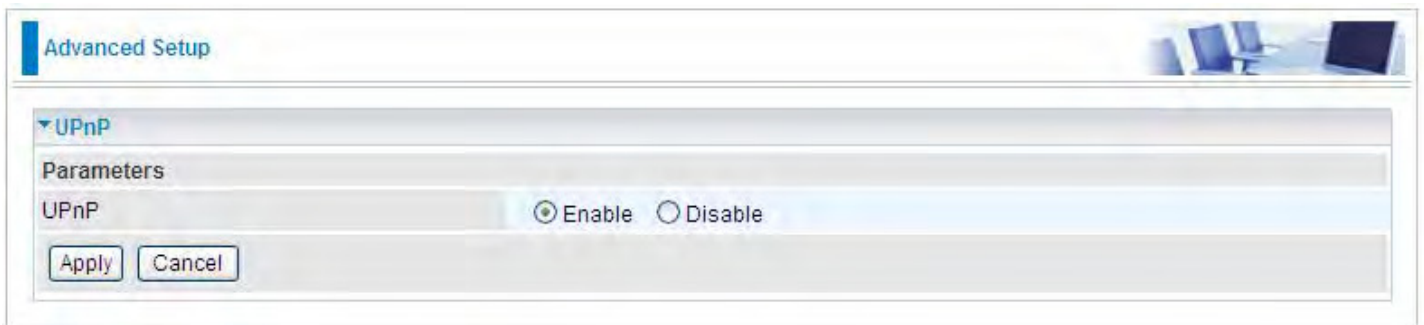 Advanced Setup
UPnP
Parameters
UPnP Enable Disable
Apply Cancel